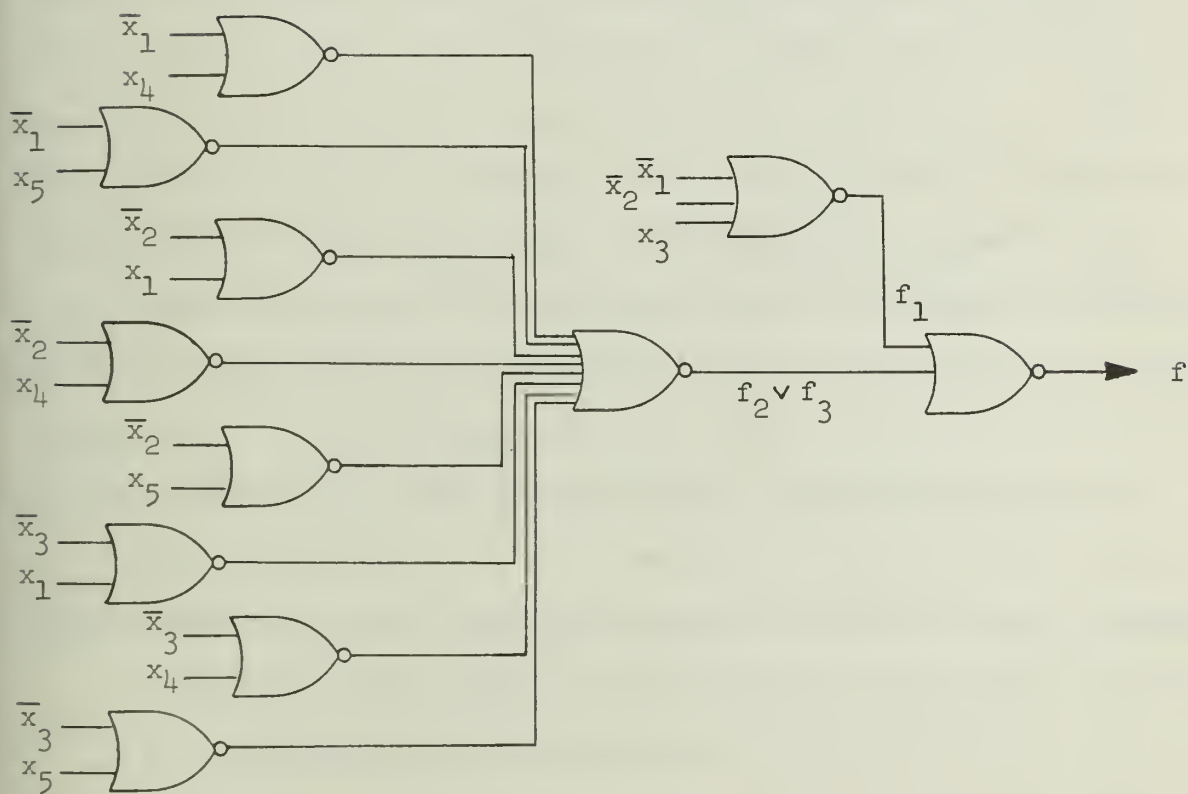 x̅₁
x₄
x̅₁
x₅
x̅₂
x₁
x̅₂
x₄
x̅₂
x₅
x̅₃
x₁
x̅₃
x₄
x̅₃
x₅
x̅₁
x̅₂
x₃
f₁
f₂ ∨ f₃
f